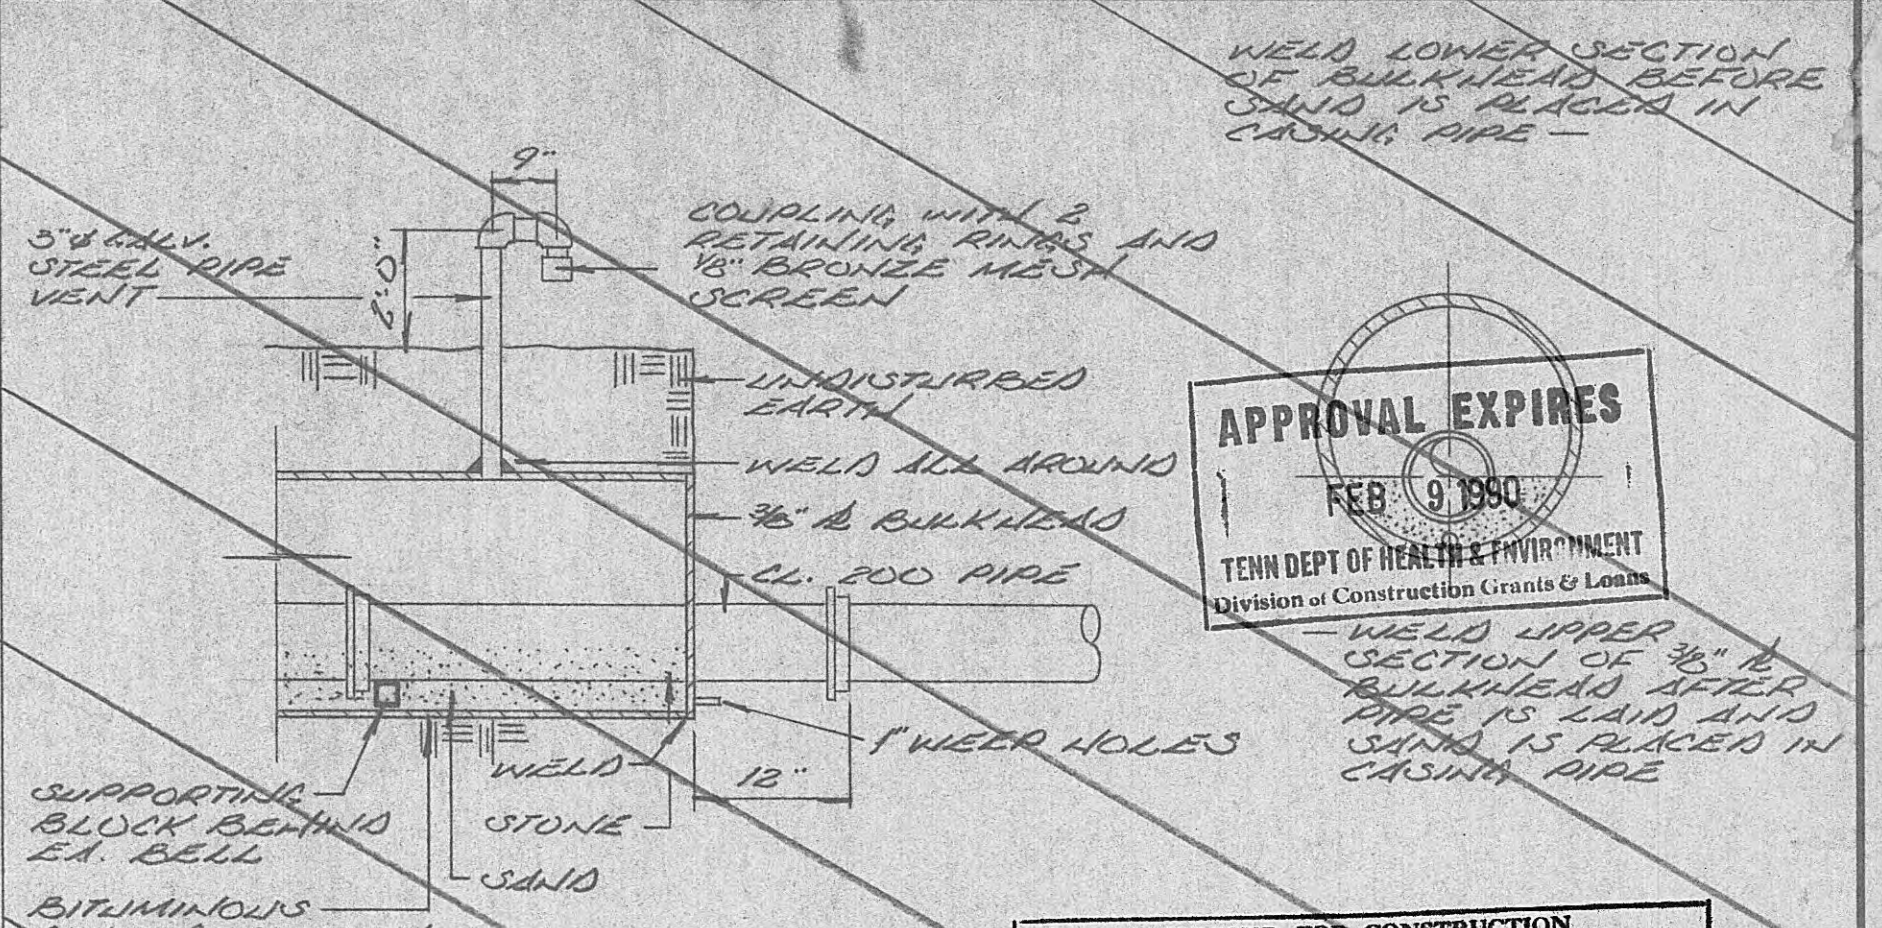 WELD LOWER SECTION
OF BULKHEAD BEFORE
SAND IS PLACED IN
CASING PIPE —
9"
3"ø GALV.
STEEL PIPE
VENT
2'-0"
COUPLING WITH 2
RETAINING RINGS AND
1/8" BRONZE MESH
SCREEN
UNDISTURBED
EARTH
WELD ALL AROUND
3/8" PL BULKHEAD
CL. 200 PIPE
APPROVAL EXPIRES
FEB 9 1990
TENN DEPT OF HEALTH & ENVIRONMENT
Division of Construction Grants & Loans
— WELD UPPER
SECTION OF 3/8" PL
BULKHEAD AFTER
PIPE IS LAID AND
SAND IS PLACED IN
CASING PIPE
1" WEEP HOLES
12"
WELD
STONE
SAND
SUPPORTING
BLOCK BEHIND
EA. BELL
BITUMINOUS
FOR CONSTRUCTION